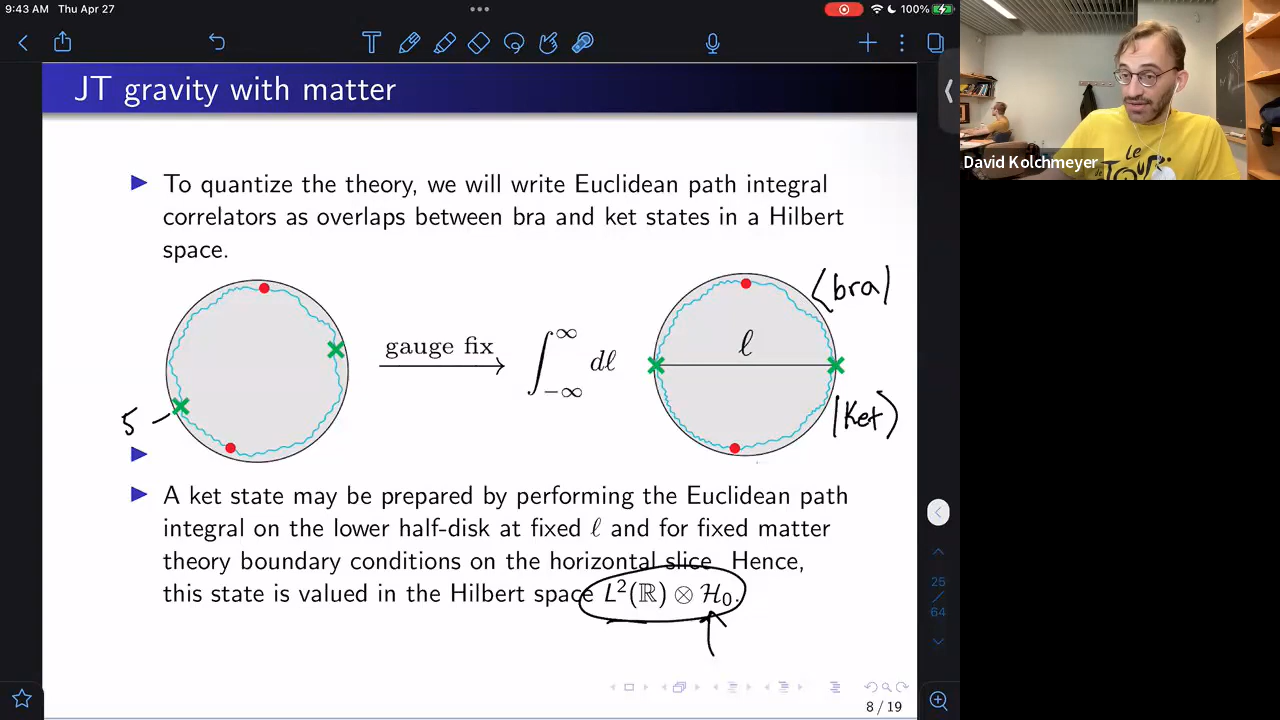 9:43 AM Thu Apr 27
100%
JT gravity with matter
To quantize the theory, we will write Euclidean path integral
correlators as overlaps between bra and ket states in a Hilbert
space.
⟨bra|
gauge fix
∫_{-∞}^{∞} dℓ
ℓ
|Ket⟩
5
A ket state may be prepared by performing the Euclidean path
integral on the lower half-disk at fixed ℓ and for fixed matter
theory boundary conditions on the horizontal slice. Hence,
this state is valued in the Hilbert space L²(ℝ) ⊗ ℋ₀.
8 / 19
25
/
64
David Kolchmeyer
Le
TOUR